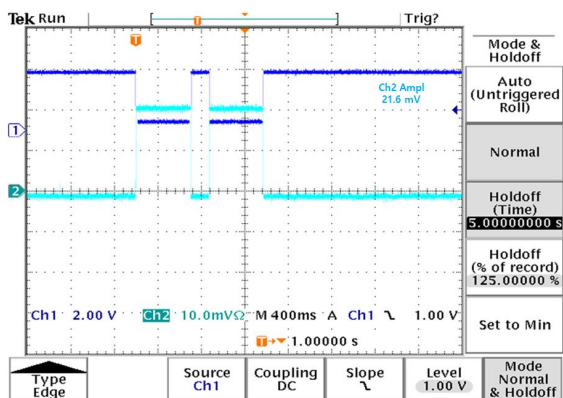 Tek Run
Trig?
T
T
Mode &
Holdoff
Auto
(Untriggered
Roll)
Ch2 Ampl
21.6 mV
1
Normal
2
Holdoff
(Time)
5.00000000 s
Holdoff
(% of record)
125.00000 %
Ch1 2.00 V Ch2 10.0mVΩ M 400ms A Ch1 1.00 V
T 1.00000 s
Set to Min
Type
Edge
Source
Ch1
Coupling
DC
Slope
Level
1.00 V
Mode
Normal
& Holdoff